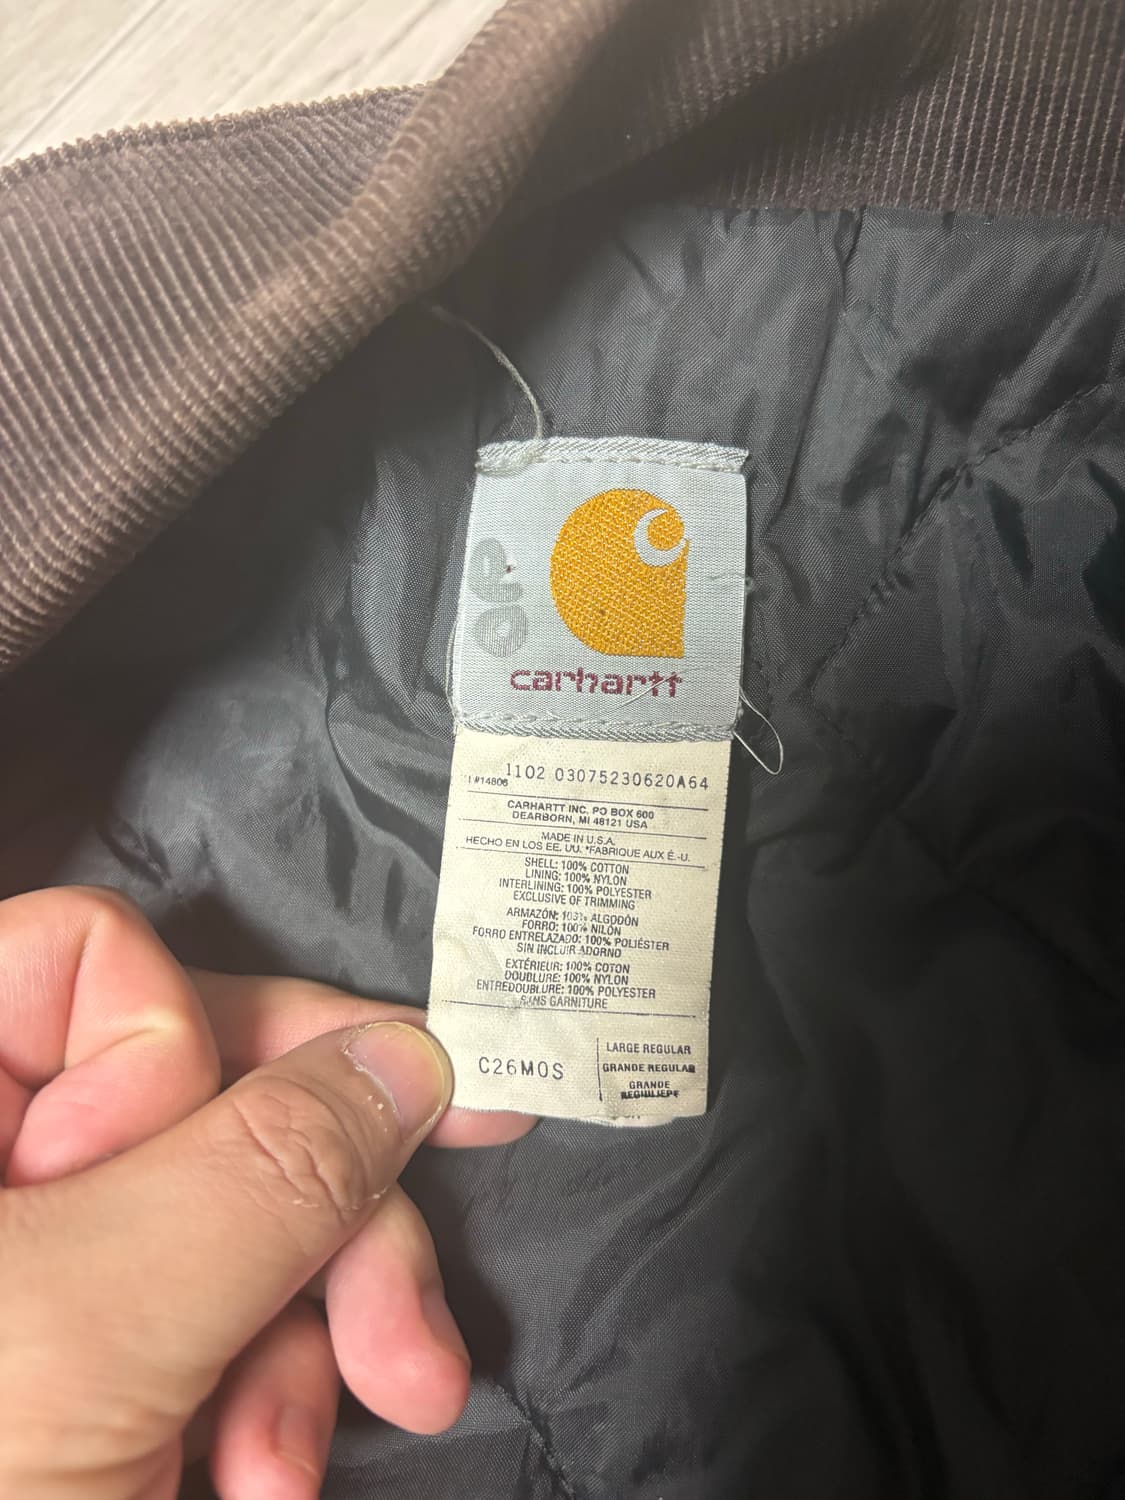 carhartt
1102 03075230620A64
I #14806
CARHARTT INC. PO BOX 600
DEARBORN, MI 48121 USA
MADE IN U.S.A.
HECHO EN LOS EE. UU. *FABRIQUE AUX É.-U.
SHELL: 100% COTTON
LINING: 100% NYLON
INTERLINING: 100% POLYESTER
EXCLUSIVE OF TRIMMING
ARMAZÓN: 100% ALGODÓN
FORRO: 100% NILÓN
FORRO ENTRELAZADO: 100% POLIÉSTER
SIN INCLUIR ADORNO
EXTÉRIEUR: 100% COTON
DOUBLURE: 100% NYLON
ENTREDOUBLURE: 100% POLYESTER
SANS GARNITURE
C26MOS
LARGE REGULAR
GRANDE REGULAR
GRANDE